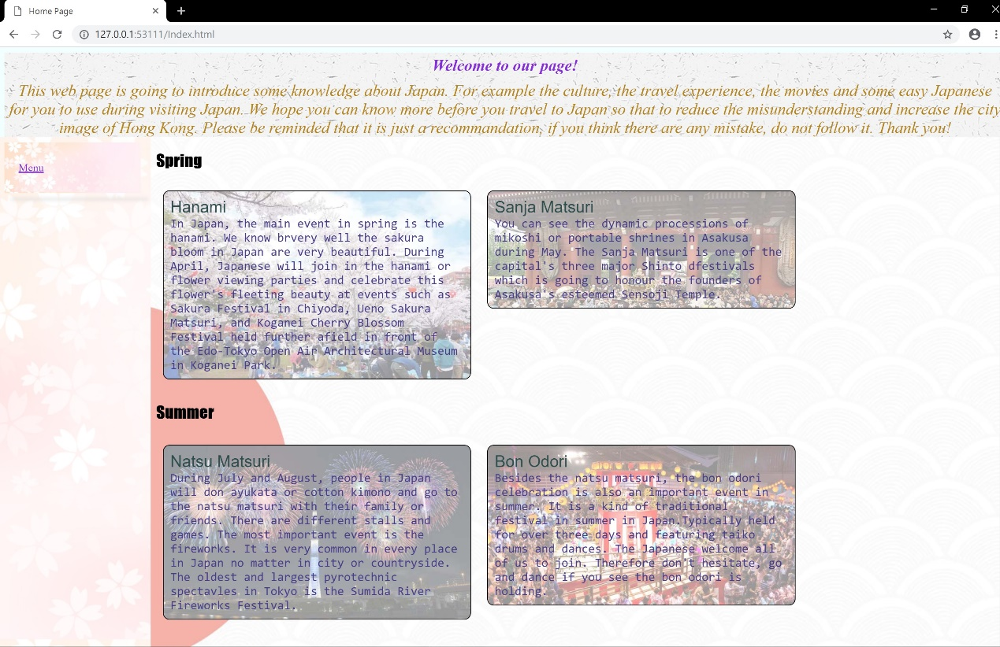 Home Page
127.0.0.1:53111/Index.html
Welcome to our page!
This web page is going to introduce some knowledge about Japan. For example the culture, the travel experience, the movies and some easy Japanese
for you to use during visiting Japan. We hope you can know more before you travel to Japan so that to reduce the misunderstanding and increase the city
image of Hong Kong. Please be reminded that it is just a recommandation, if you think there are any mistake, do not follow it. Thank you!
Menu
Spring
Hanami
In Japan, the main event in spring is the
hanami. We know brvery well the sakura
bloom in Japan are very beautiful. During
April, Japanese will join in the hanami or
flower viewing parties and celebrate this
flower's fleeting beauty at events such as
Sakura Festival in Chiyoda, Ueno Sakura
Matsuri, and Koganei Cherry Blossom
Festival held further afield in front of
the Edo-Tokyo Open Air Architectural Museum
in Koganei Park.
Sanja Matsuri
You can see the dynamic processions of
mikoshi or portable shrines in Asakusa
during May. The Sanja Matsuri is one of the
capital's three major Shinto dfestivals
which is going to honour the founders of
Asakusa's esteemed Sensoji Temple.
Summer
Natsu Matsuri
During July and August, people in Japan
will don ayukata or cotton kimono and go to
the natsu matsuri with their family or
friends. There are different stalls and
games. The most important event is the
fireworks. It is very common in every place
in Japan no matter in city or countryside.
The oldest and largest pyrotechnic
spectavles in Tokyo is the Sumida River
Fireworks Festival.
Bon Odori
Besides the natsu matsuri, the bon odori
celebration is also an important event in
summer. It is a kind of traditional
festival in summer in Japan.Typically held
for over three days and featuring taiko
drums and dances. The Japanese welcome all
of us to join. Therefore don't hesitate, go
and dance if you see the bon odori is
holding.